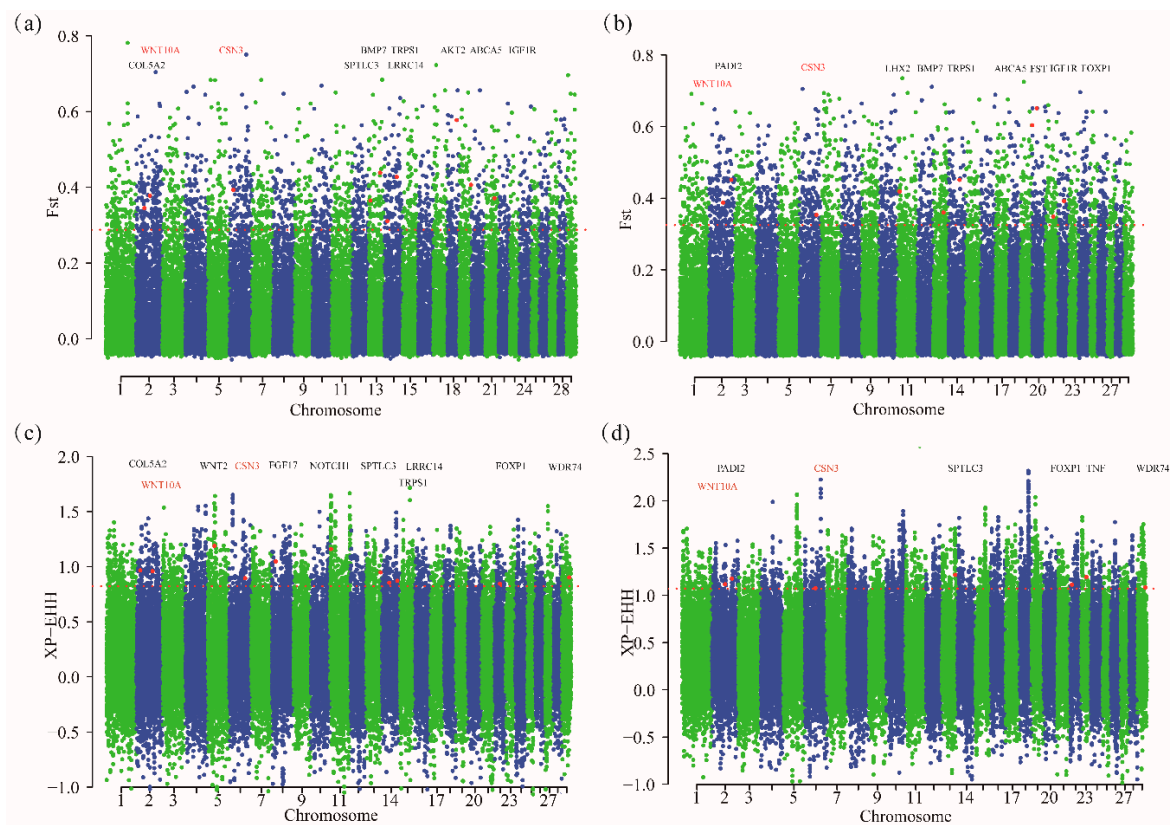 (a)
WNT10A CSN3 BMP7 TRPS1 AKT2 ABCA5 IGF1R
COL5A2 SPTLC3 LRRC14
0.8
0.6
0.4
0.2
0.0
Fst
1 2 3 5 6 7 9 11 13 15 17 18 21 24 28
Chromosome
(b)
PADI2 CSN3 LHX2 BMP7 TRPS1 ABCA5 FST IGF1R FOXP1
WNT10A
0.8
0.6
0.4
0.2
0.0
Fst
1 3 5 7 9 11 12 14 17 20 23 27
Chromosome
(c)
COL5A2 WNT2 CSN3 FGF17 NOTCH1 SPTLC3 LRRC14 FOXP1 WDR74
WNT10A TRPS1
2.0
1.5
1.0
0.5
0.0
−0.5
−1.0
XP−EHH
1 2 3 5 7 9 11 14 17 20 23 27
Chromosome
(d)
PADI2 CSN3 SPTLC3 FOXP1 TNF WDR74
WNT10A
2.5
2.0
1.5
1.0
0.5
0.0
−0.5
−1.0
XP−EHH
1 2 3 5 7 9 11 14 17 20 23 27
Chromosome